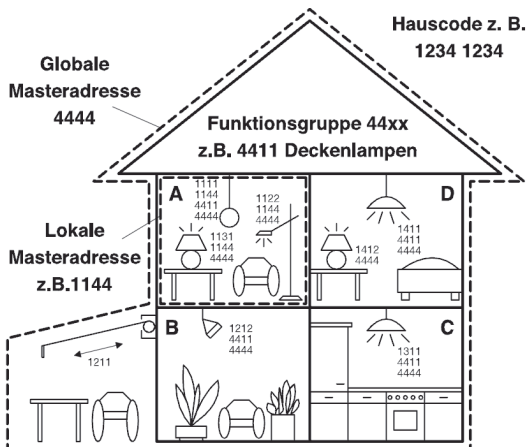 Hauscode z. B.
1234 1234
Globale
Masteradresse
4444
Funktionsgruppe 44xx
z.B. 4411 Deckenlampen
A
1111
1144
4411
4444
1122
1144
4444
1131
1144
4444
D
1411
4411
4444
1412
4444
Lokale
Masteradresse
z.B.1144
1211
B
1212
4411
4444
C
1311
4411
4444